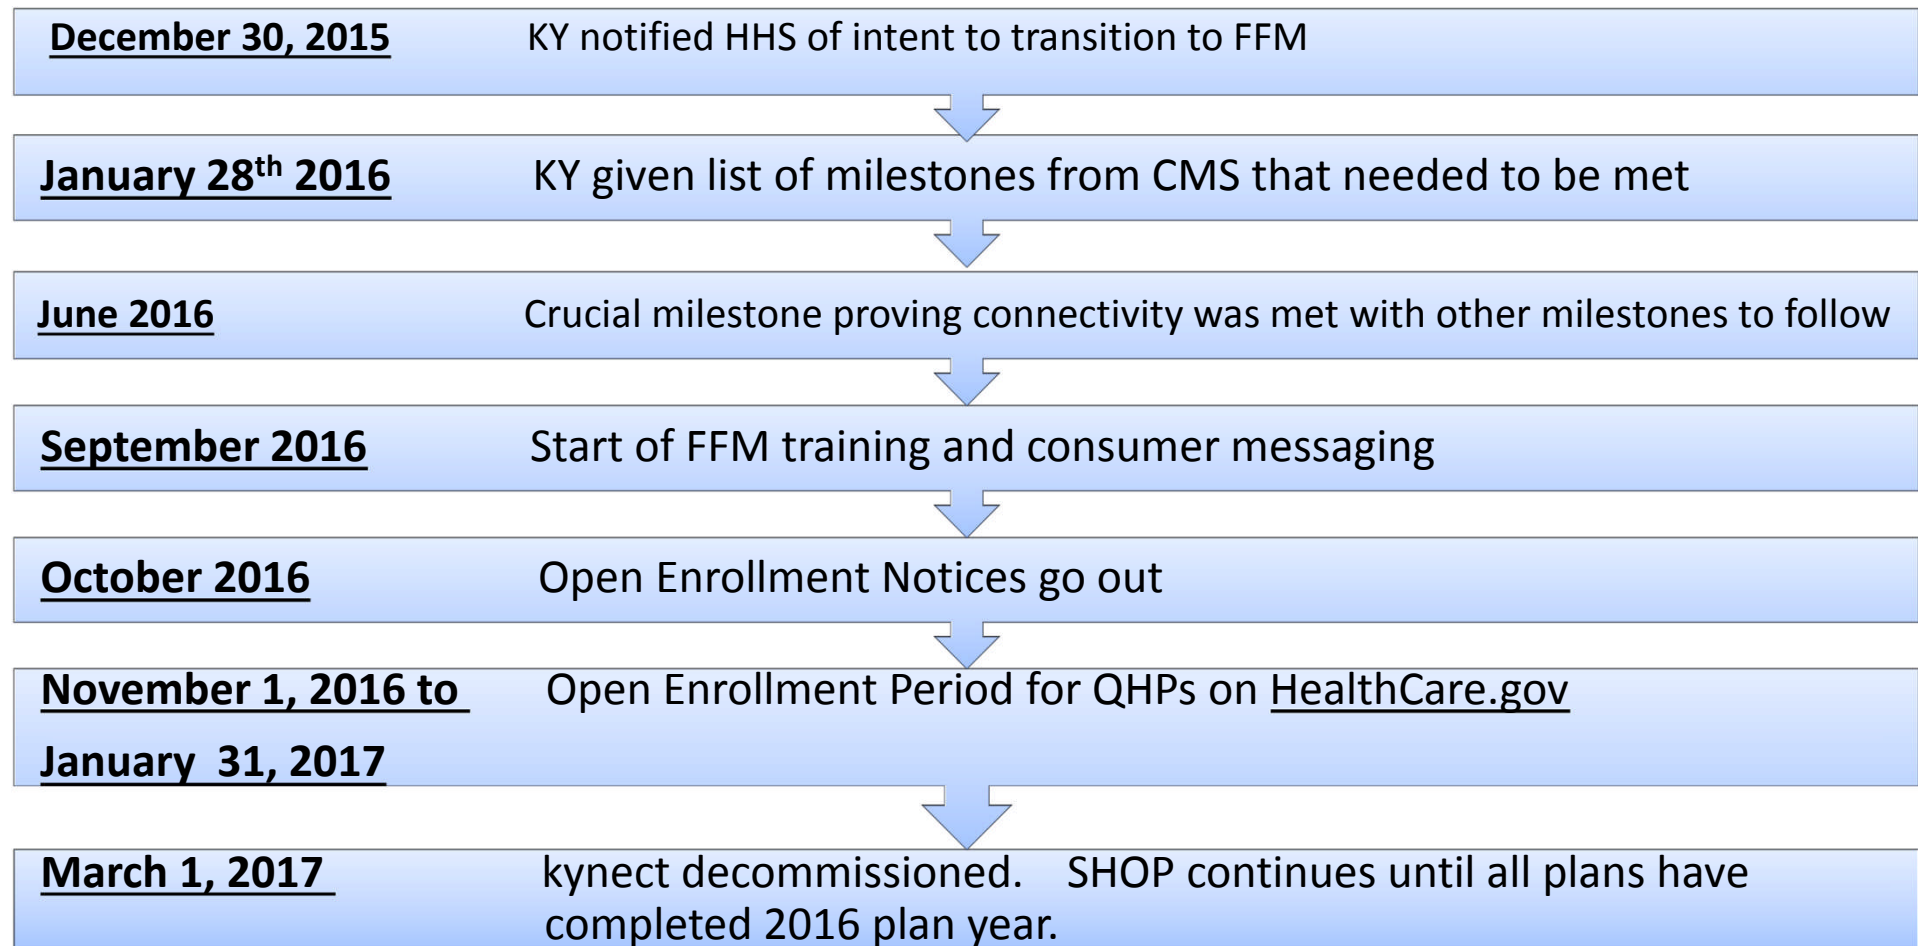 December 30, 2015 KY notified HHS of intent to transition to FFM
January 28th 2016 KY given list of milestones from CMS that needed to be met
June 2016 Crucial milestone proving connectivity was met with other milestones to follow
September 2016 Start of FFM training and consumer messaging
October 2016 Open Enrollment Notices go out
November 1, 2016 to Open Enrollment Period for QHPs on HealthCare.gov
January 31, 2017
March 1, 2017 kynect decommissioned. SHOP continues until all plans have
completed 2016 plan year.